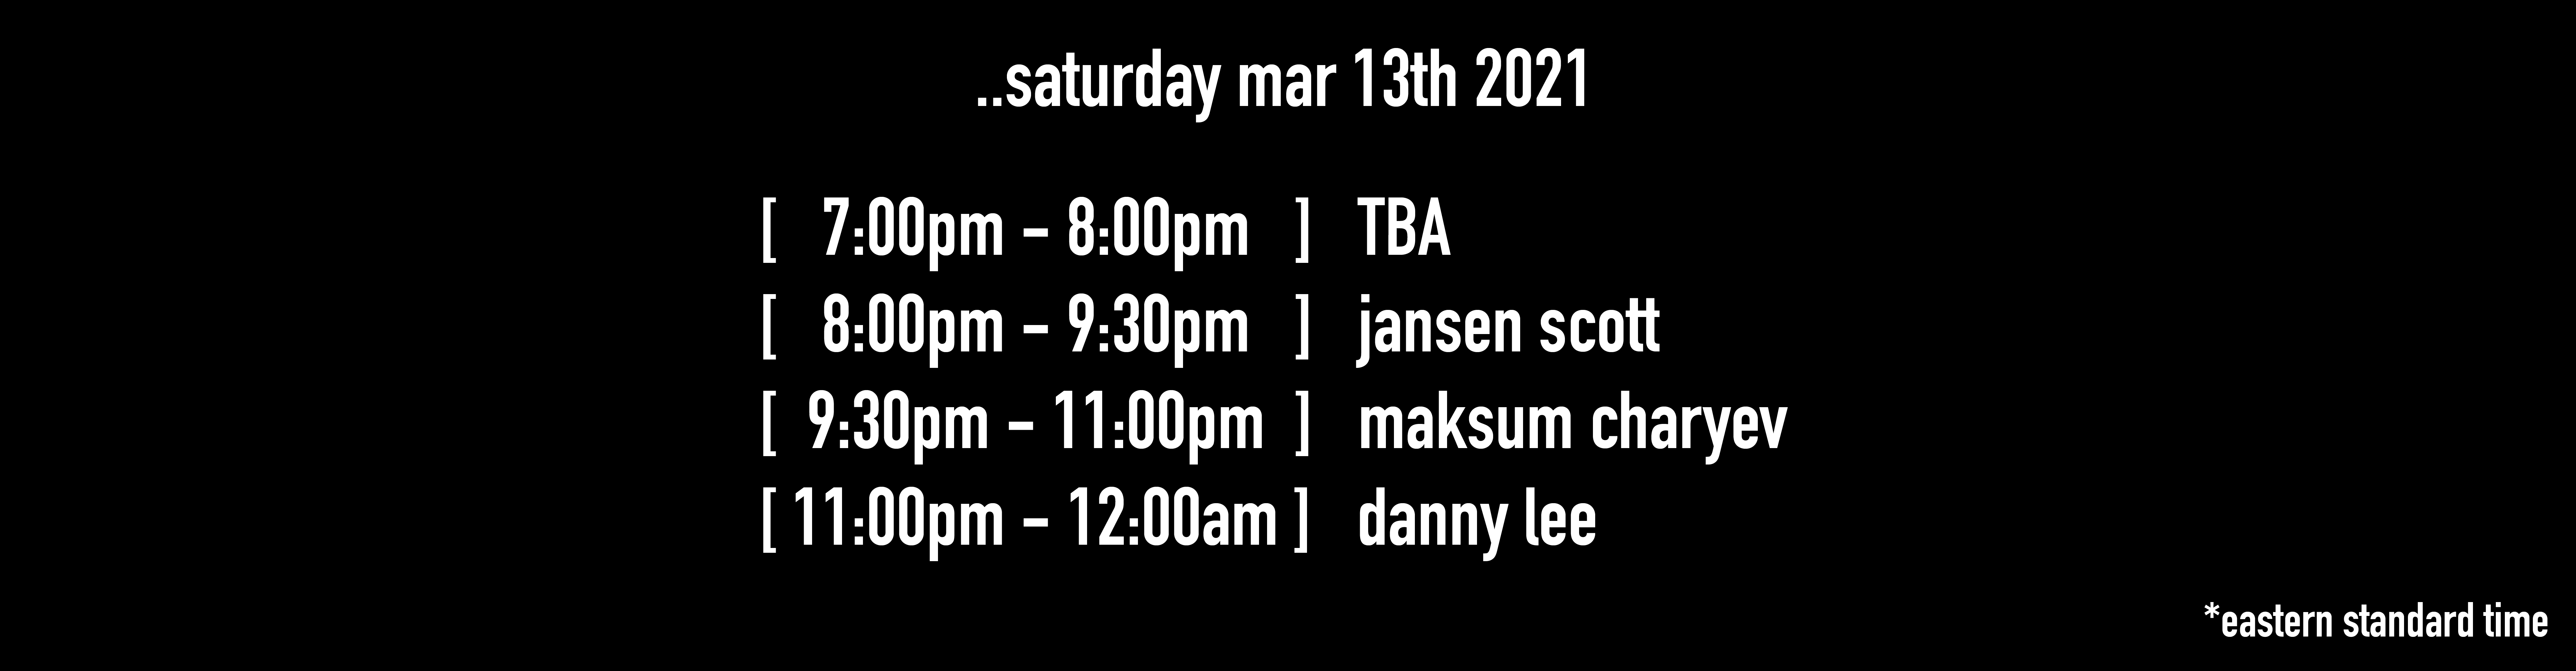 ..saturday mar 13th 2021
[ 7:00pm - 8:00pm ] TBA
[ 8:00pm - 9:30pm ] jansen scott
[ 9:30pm - 11:00pm ] maksum charyev
[ 11:00pm - 12:00am ] danny lee
*eastern standard time